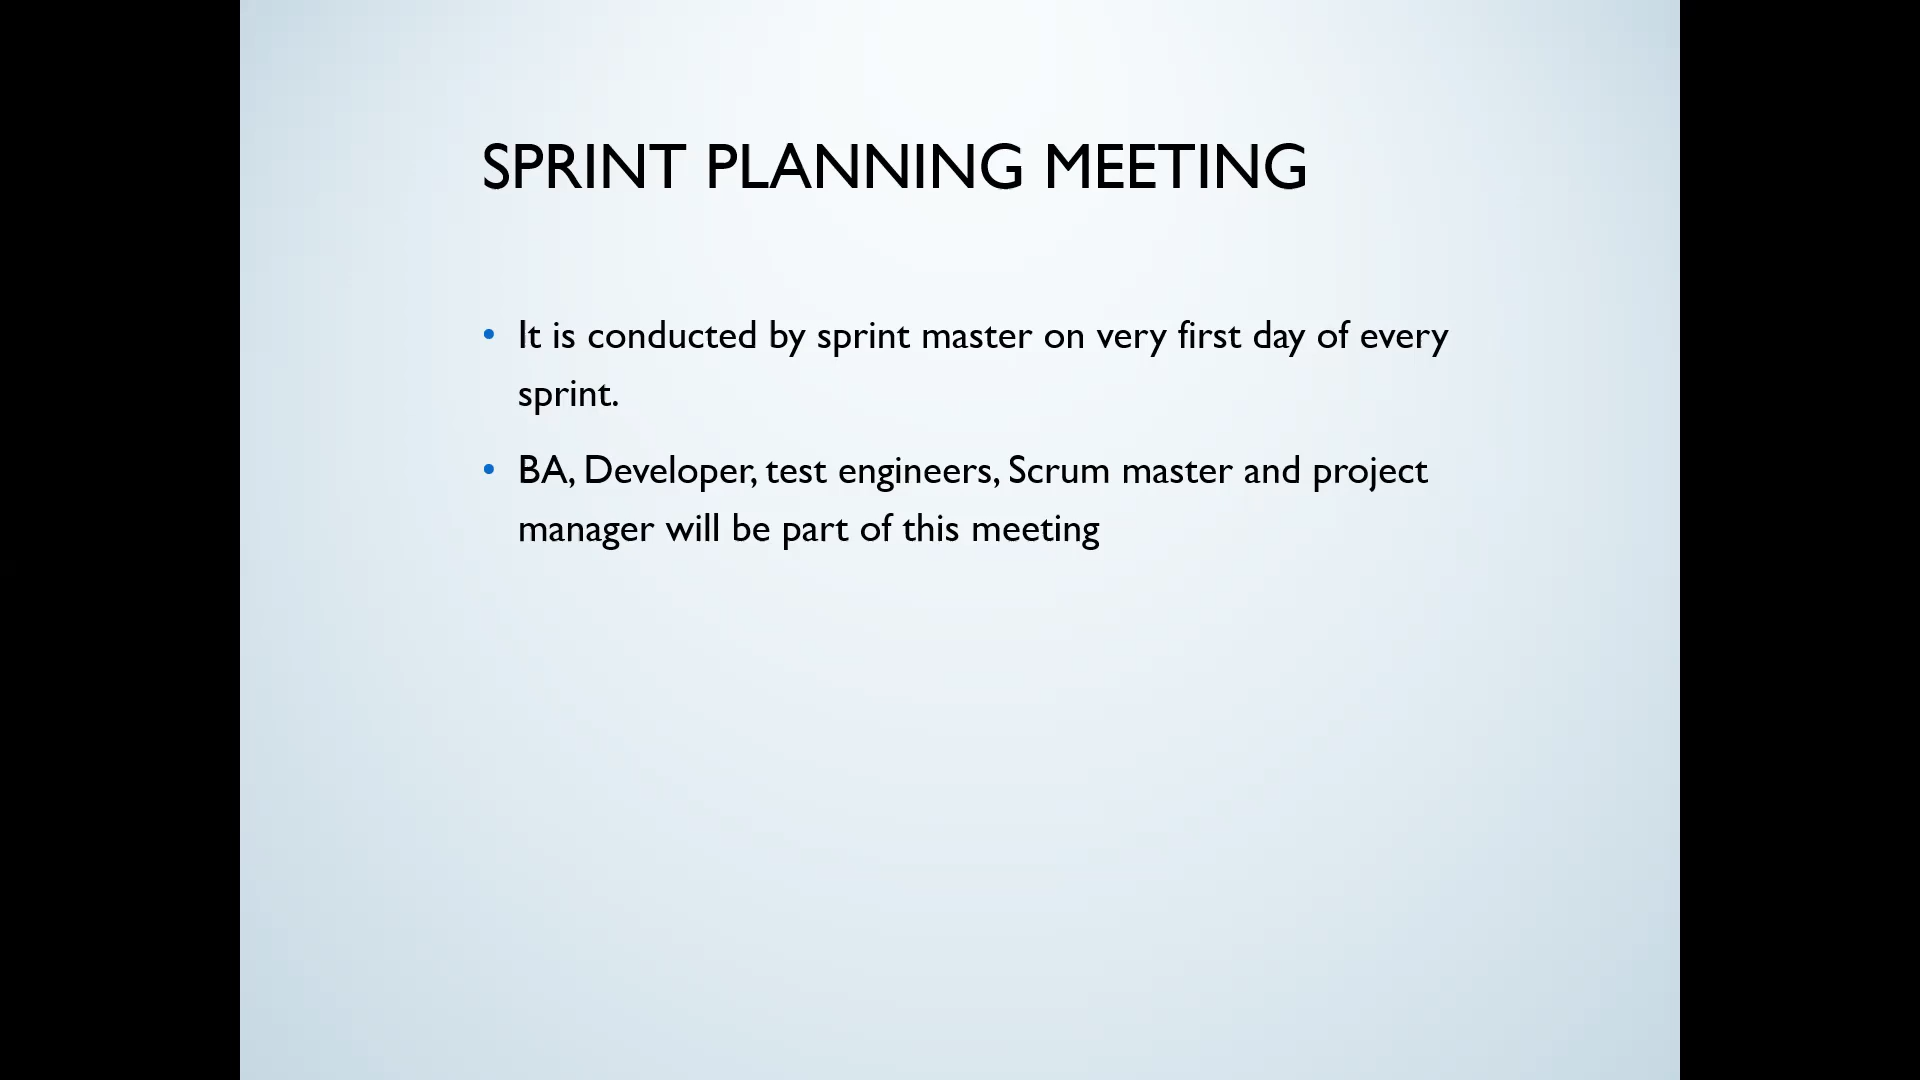 SPRINT PLANNING MEETING
• It is conducted by sprint master on very first day of every
sprint.
• BA, Developer, test engineers, Scrum master and project
manager will be part of this meeting